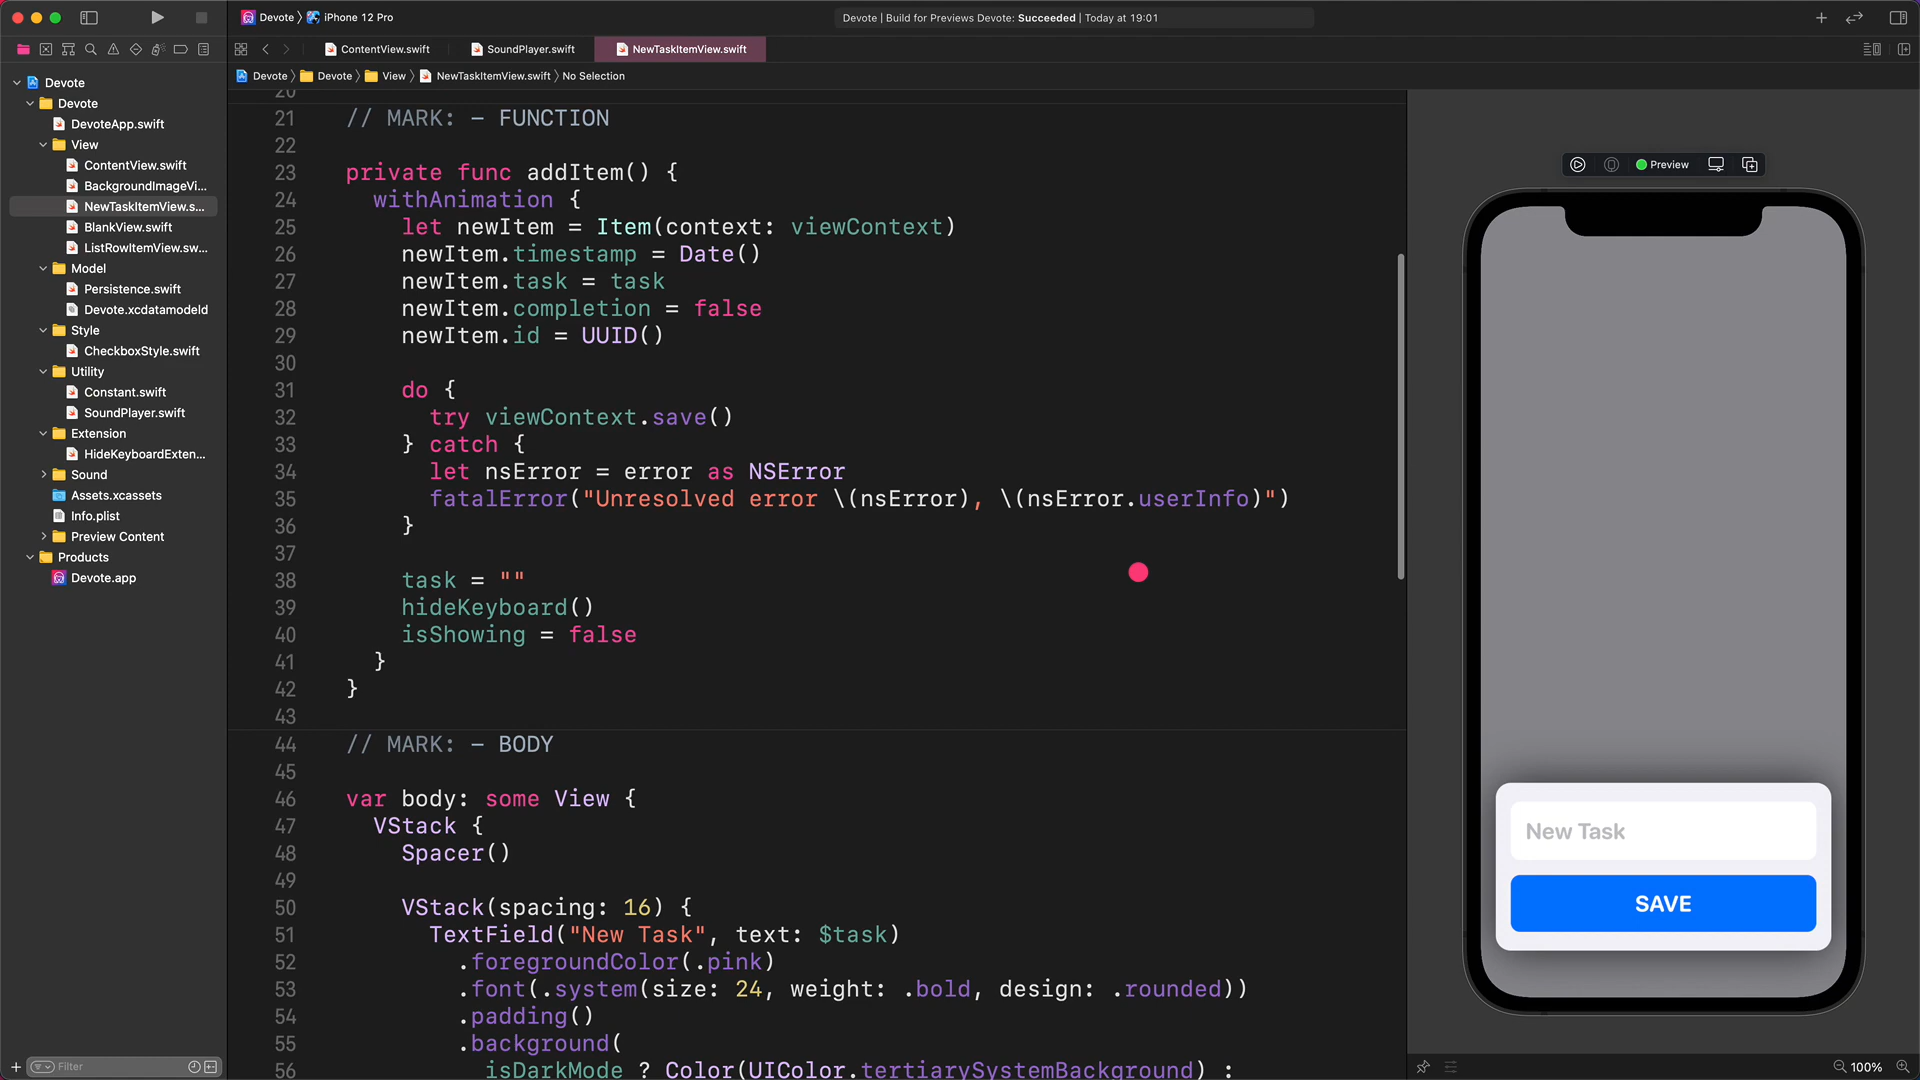 Devote
iPhone 12 Pro
Devote | Build for Previews Devote: Succeeded | Today at 19:01
ContentView.swift
SoundPlayer.swift
NewTaskItemView.swift
Devote
Devote
View
NewTaskItemView.swift
No Selection
Devote
Devote
DevoteApp.swift
View
ContentView.swift
BackgroundImageVi...
NewTaskItemView.s...
BlankView.swift
ListRowItemView.sw...
Model
Persistence.swift
Devote.xcdatamodeld
Style
CheckboxStyle.swift
Utility
Constant.swift
SoundPlayer.swift
Extension
HideKeyboardExten...
Sound
Assets.xcassets
Info.plist
Preview Content
Products
Devote.app
Filter
20
21 // MARK: – FUNCTION
22
23 private func addItem() {
24 withAnimation {
25 let newItem = Item(context: viewContext)
26 newItem.timestamp = Date()
27 newItem.task = task
28 newItem.completion = false
29 newItem.id = UUID()
30
31 do {
32 try viewContext.save()
33 } catch {
34 let nsError = error as NSError
35 fatalError("Unresolved error \(nsError), \(nsError.userInfo)")
36 }
37
38 task = ""
39 hideKeyboard()
40 isShowing = false
41 }
42 }
43
44 // MARK: – BODY
45
46 var body: some View {
47 VStack {
48 Spacer()
49
50 VStack(spacing: 16) {
51 TextField("New Task", text: $task)
52 .foregroundColor(.pink)
53 .font(.system(size: 24, weight: .bold, design: .rounded))
54 .padding()
55 .background(
56 isDarkMode ? Color(UIColor.tertiarySystemBackground) :
Preview
New Task
SAVE
100%